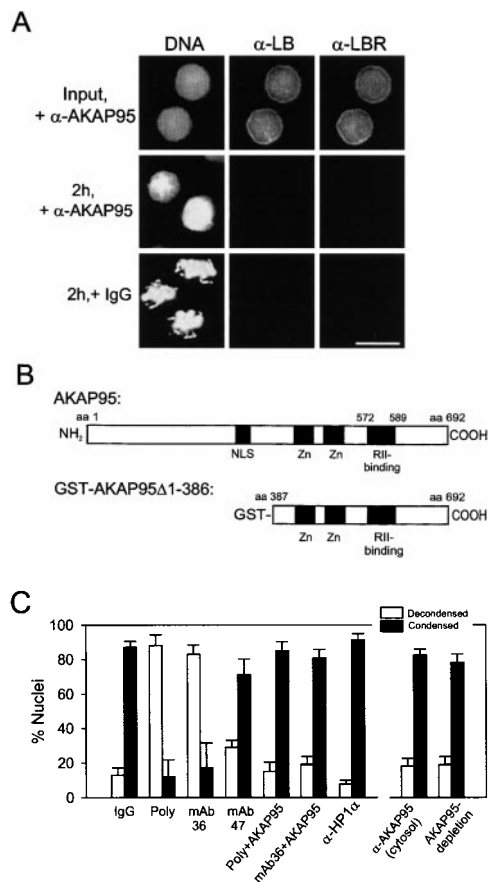 A
DNA α-LB α-LBR
Input,
+ α-AKAP95
2h,
+ α-AKAP95
2h,+ IgG
B
AKAP95:
aa 1 572 589 aa 692
NH2 COOH
NLS Zn Zn RII-
binding
GST-AKAP95Δ1-386:
aa 387 aa 692
GST- COOH
Zn Zn RII-
binding
C
Decondensed
Condensed
% Nuclei
100
80
60
40
20
0
IgG
Poly
mAb
36
mAb
47
Poly+AKAP95
mAb36+AKAP95
α-HP1α
α-AKAP95
(cytosol)
AKAP95-
depletion